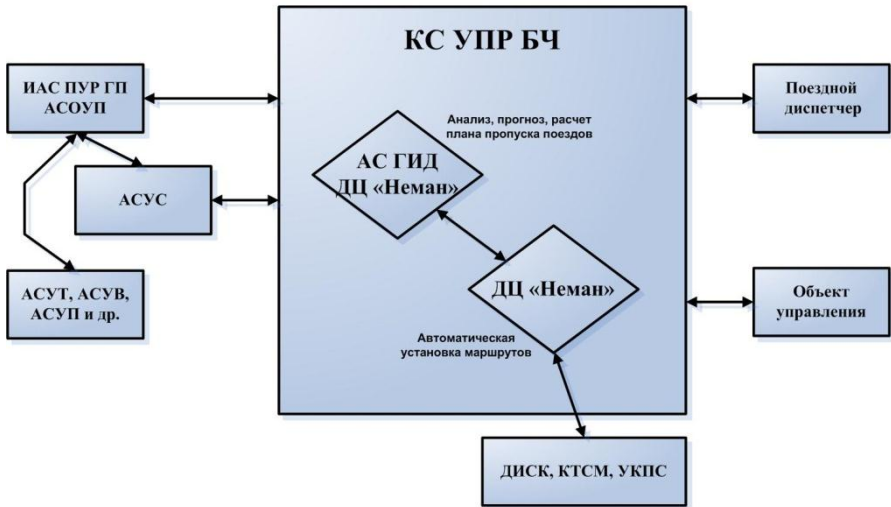 КС УПР БЧ
ИАС ПУР ГП
АСОУП
Поездной
диспетчер
Анализ, прогноз, расчет
плана пропуска поездов
АС ГИД
ДЦ «Неман»
АСУС
АСУТ, АСУВ,
АСУП и др.
ДЦ «Неман»
Объект
управления
Автоматическая
установка маршрутов
ДИСК, КТСМ, УКПС